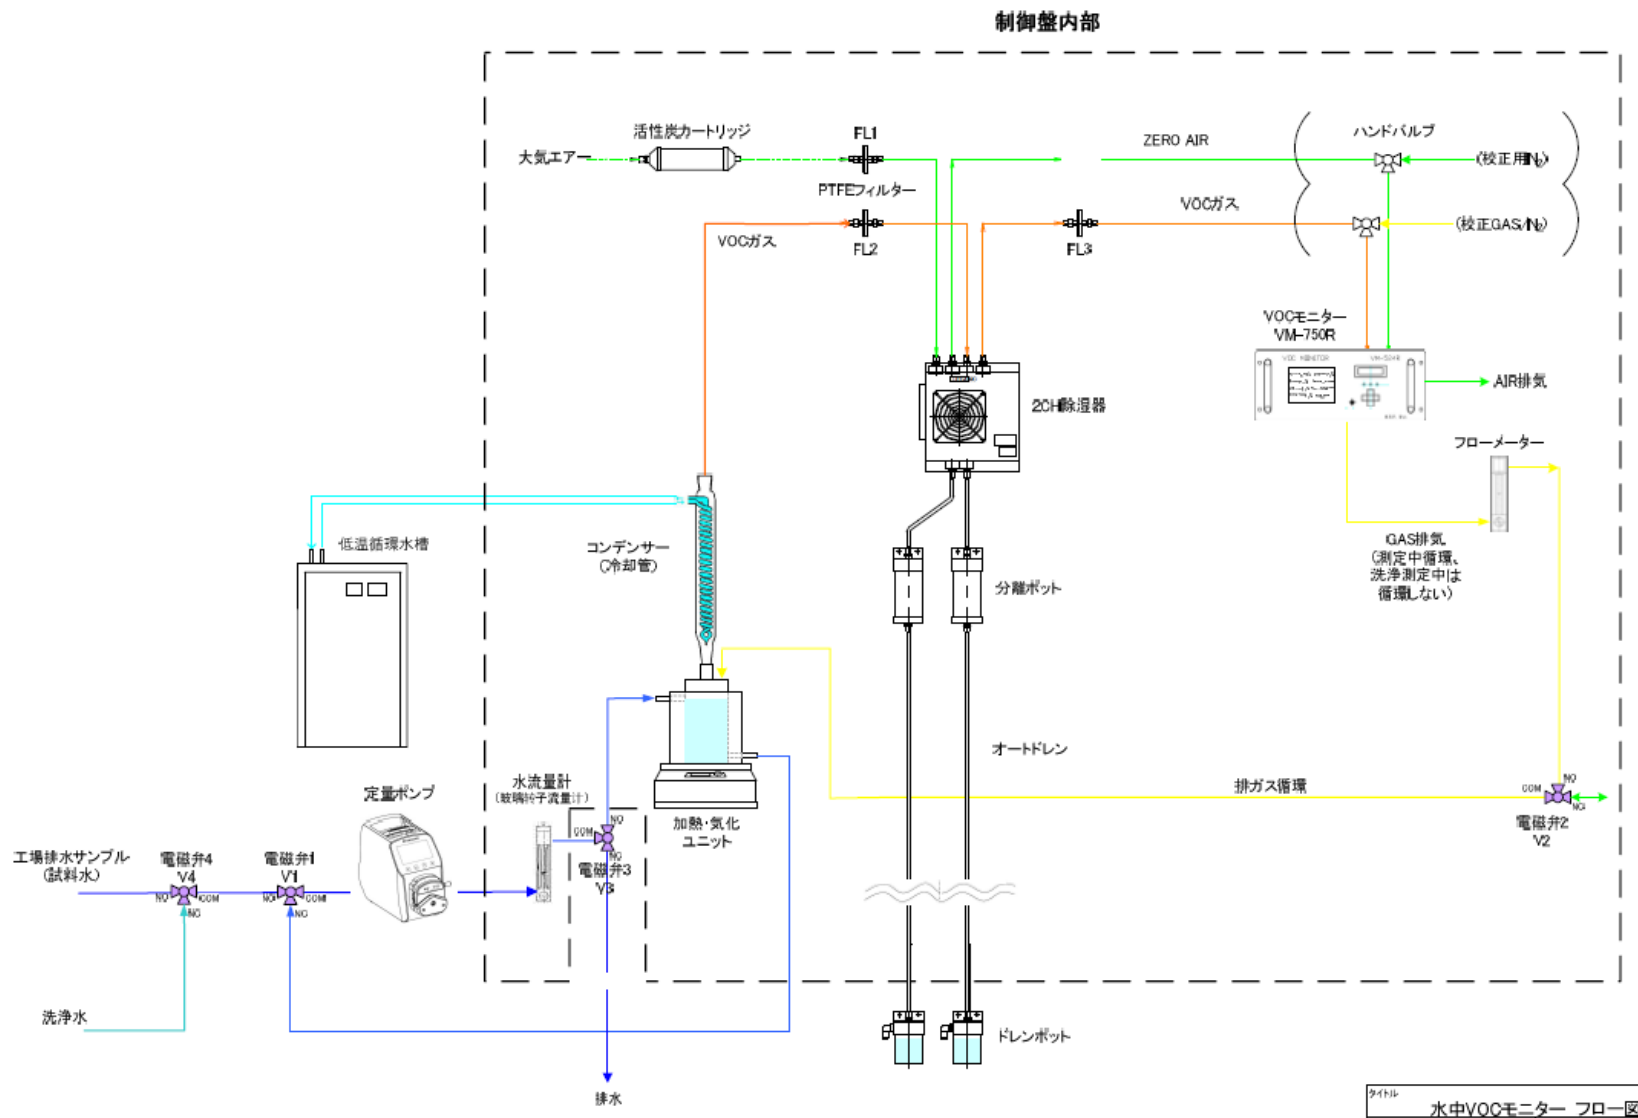 制御盤内部
活性炭カートリッジ
FL1
ZERO AIR
ハンドバルブ
大気エアー
(校正用N₂)
PTFEフィルター
VOCガス
(校正GAS/N₂)
VOCガス
FL2
FL3
VOCモニター
VM-750R
VOC MONITOR
AIR排気
2CH除湿器
フローメーター
低温循環水槽
コンデンサー
(冷却管)
GAS排気
(測定中循環、
洗浄測定中は
循環しない)
分離ポット
オートドレン
水流量計
(玻璃转子流量计)
定量ポンプ
排ガス循環
NO
COM
NC
電磁弁2
V2
加熱・気化
ユニット
NO
COM
NC
電磁弁3
V3
工場排水サンプル
(試料水)
電磁弁4
V4
電磁弁1
V1
NO
COM
NC
NO
COM
NC
洗浄水
ドレンポット
排水
タイトル
水中VOCモニター フロー図